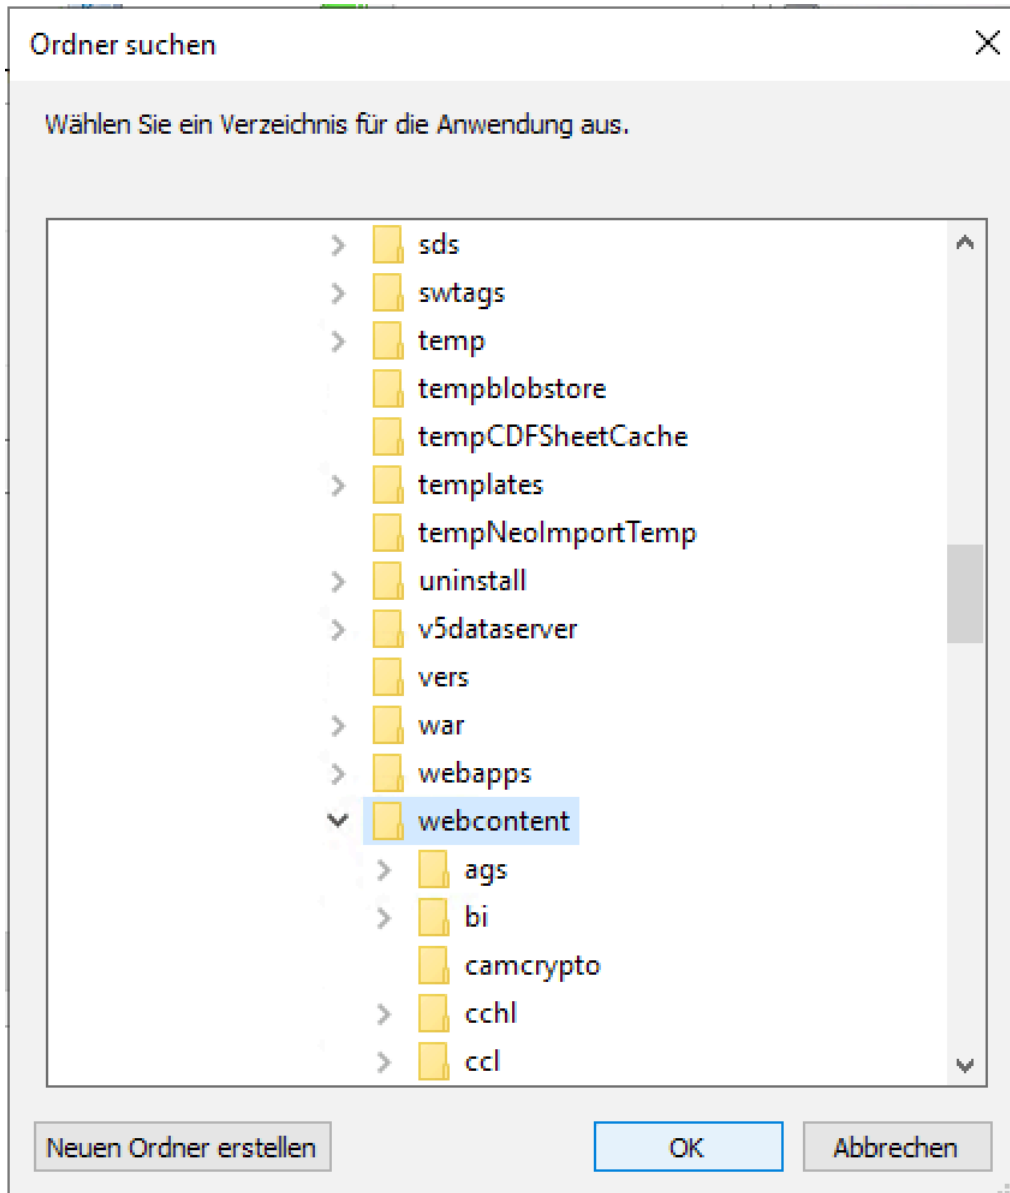 Ordner suchen
Wählen Sie ein Verzeichnis für die Anwendung aus.
sds
swtags
temp
tempblobstore
tempCDFSheetCache
templates
tempNeoImportTemp
uninstall
v5dataserver
vers
war
webapps
webcontent
ags
bi
camcrypto
cchl
ccl
Neuen Ordner erstellen
OK
Abbrechen